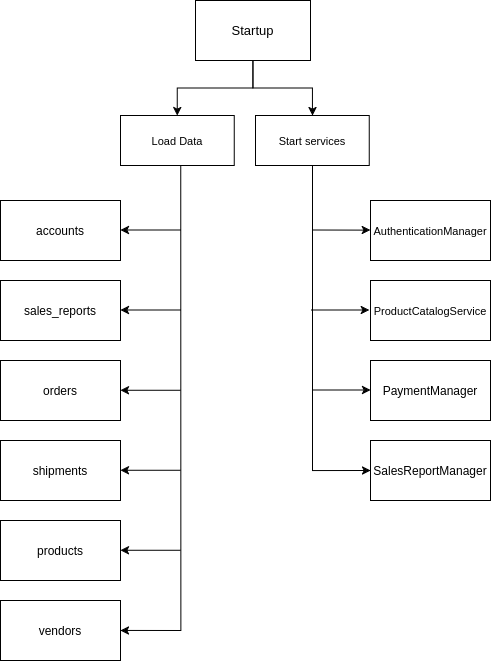 Startup
Load Data
Start services
accounts
AuthenticationManager
sales_reports
ProductCatalogService
orders
PaymentManager
shipments
SalesReportManager
products
vendors